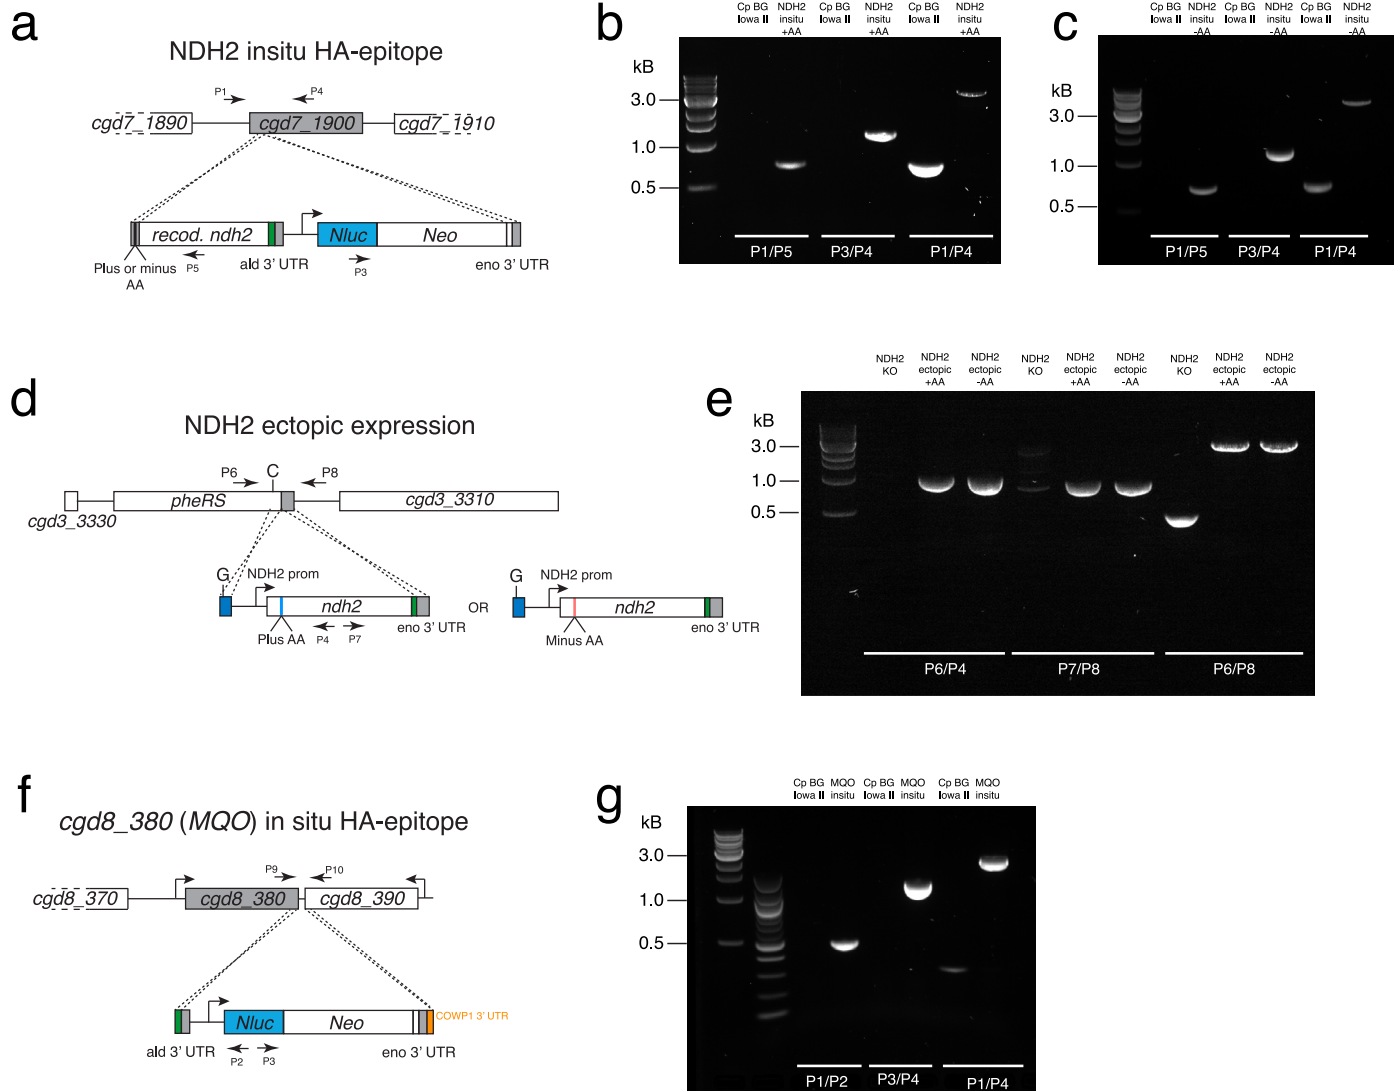 a
NDH2 insitu HA-epitope
P1
P4
cgd7_1890
cgd7_1900
cgd7_1910
recod. ndh2
Nluc
Neo
Plus or minus
AA
P5
ald 3' UTR
P3
eno 3' UTR
b
Cp BG
Iowa II
NDH2
insitu
+AA
Cp BG
Iowa II
NDH2
insitu
+AA
Cp BG
Iowa II
NDH2
insitu
+AA
kB
3.0
1.0
0.5
P1/P5
P3/P4
P1/P4
c
Cp BG
Iowa II
NDH2
insitu
-AA
Cp BG
Iowa II
NDH2
insitu
-AA
Cp BG
Iowa II
NDH2
insitu
-AA
kB
3.0
1.0
0.5
P1/P5
P3/P4
P1/P4
d
NDH2 ectopic expression
P6
C
P8
pheRS
cgd3_3310
cgd3_3330
G
NDH2 prom
ndh2
Plus AA
P4
P7
eno 3' UTR
OR
G
NDH2 prom
ndh2
Minus AA
eno 3' UTR
e
NDH2
KO
NDH2
ectopic
+AA
NDH2
ectopic
-AA
NDH2
KO
NDH2
ectopic
+AA
NDH2
ectopic
-AA
NDH2
KO
NDH2
ectopic
+AA
NDH2
ectopic
-AA
kB
3.0
1.0
0.5
P6/P4
P7/P8
P6/P8
f
cgd8_380 (MQO) in situ HA-epitope
P9
P10
cgd8_370
cgd8_380
cgd8_390
Nluc
Neo
COWP1 3' UTR
ald 3' UTR
P2
P3
eno 3' UTR
g
Cp BG
Iowa II
MQO
insitu
Cp BG
Iowa II
MQO
insitu
Cp BG
Iowa II
MQO
insitu
kB
3.0
1.0
0.5
P1/P2
P3/P4
P1/P4